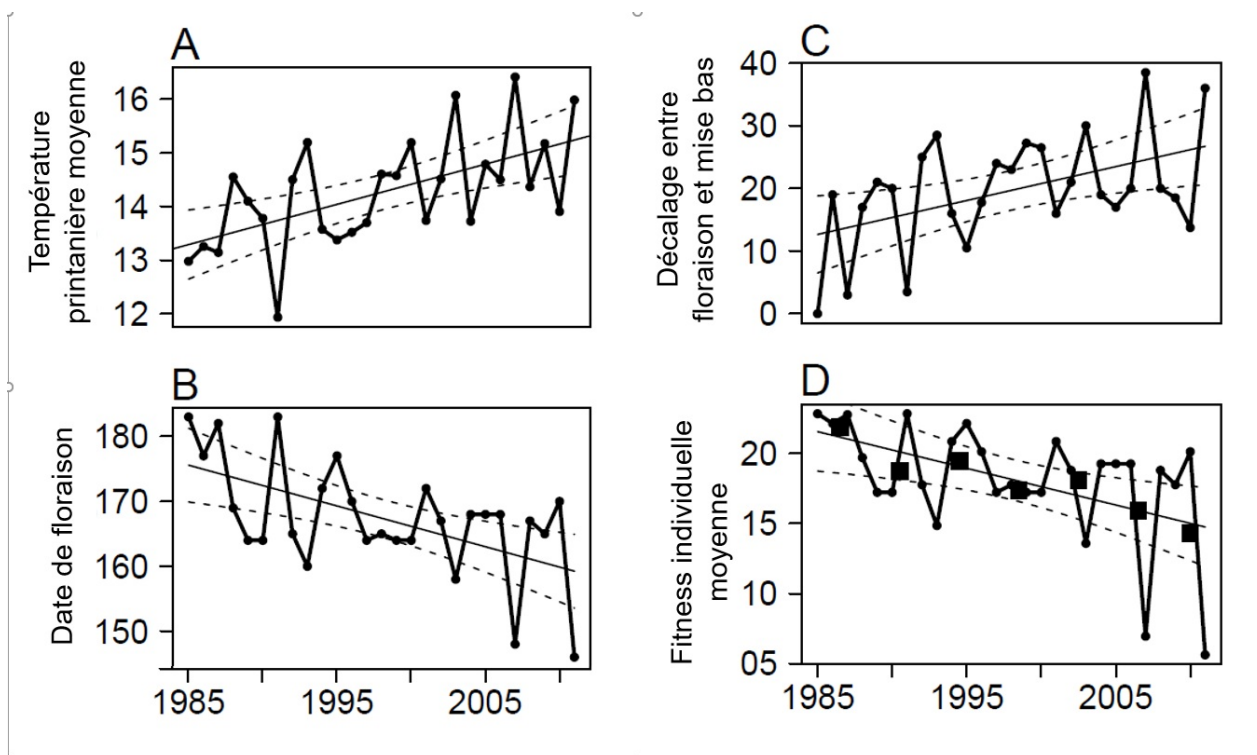 A
Température
printanière moyenne
16
15
14
13
12
B
Date de floraison
180
170
160
150
1985
1995
2005
C
Décalage entre
floraison et mise bas
40
30
20
10
0
D
Fitness individuelle
moyenne
20
15
10
05
1985
1995
2005